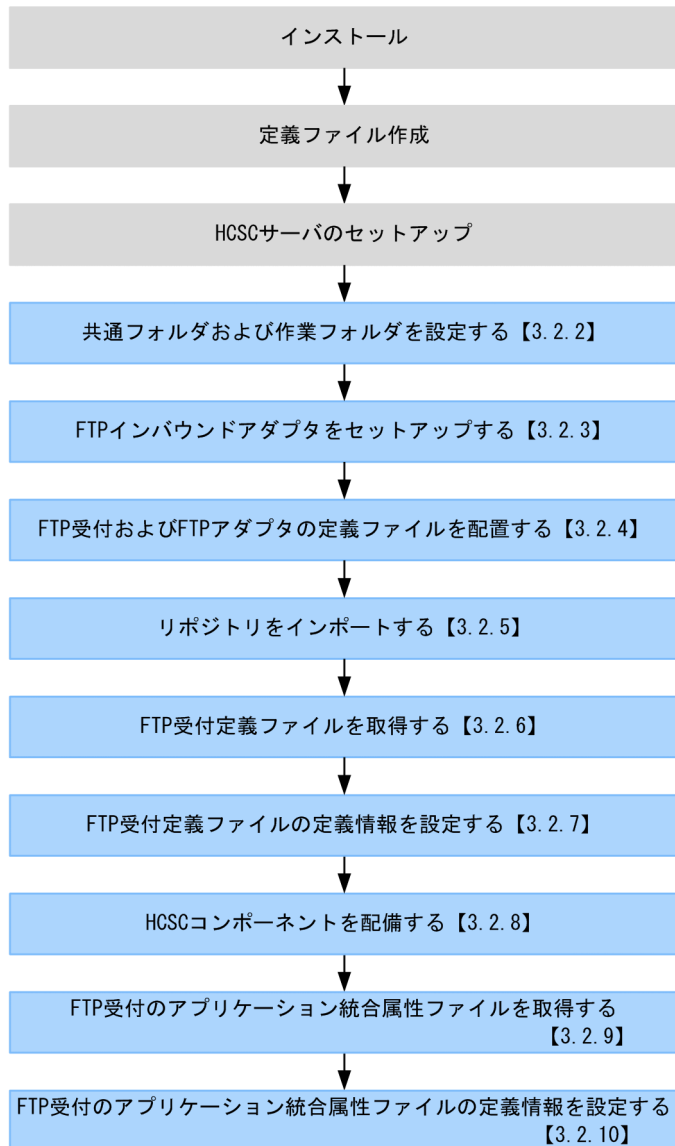 インストール
定義ファイル作成
HCSCサーバのセットアップ
共通フォルダおよび作業フォルダを設定する【3.2.2】
FTPインバウンドアダプタをセットアップする【3.2.3】
FTP受付およびFTPアダプタの定義ファイルを配置する【3.2.4】
リポジトリをインポートする【3.2.5】
FTP受付定義ファイルを取得する【3.2.6】
FTP受付定義ファイルの定義情報を設定する【3.2.7】
HCSCコンポーネントを配備する【3.2.8】
FTP受付のアプリケーション統合属性ファイルを取得する
【3.2.9】
FTP受付のアプリケーション統合属性ファイルの定義情報を設定する
【3.2.10】